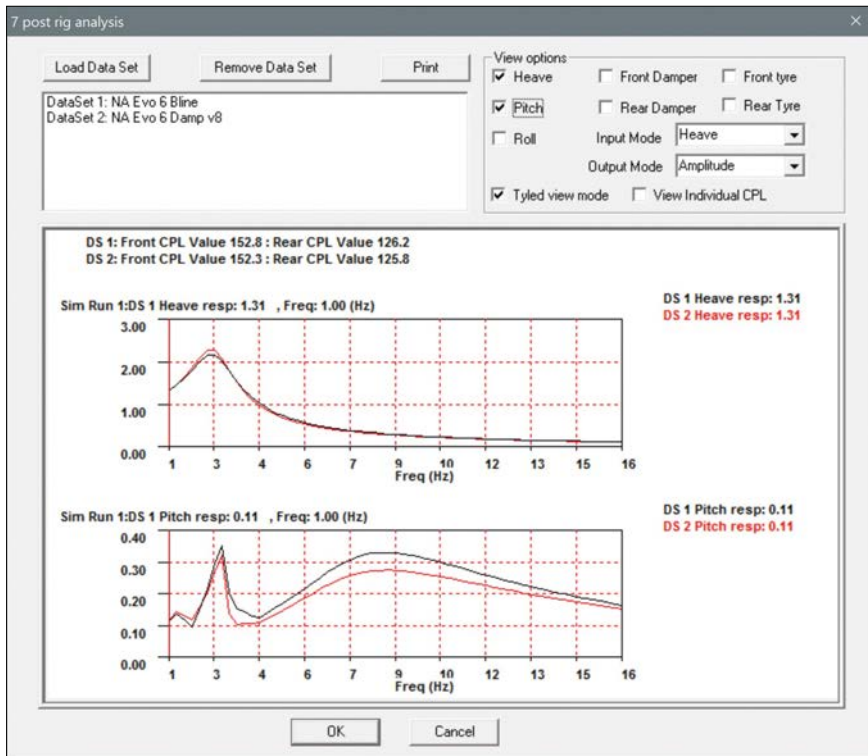 7 post rig analysis
Load Data Set
Remove Data Set
Print
DataSet 1: NA Evo 6 Bline
DataSet 2: NA Evo 6 Damp v8
View options
Heave
Front Damper
Front tyre
Pitch
Rear Damper
Rear Tyre
Roll
Input Mode
Heave
Output Mode
Amplitude
Tyled view mode
View Individual CPL
DS 1: Front CPL Value 152.8 : Rear CPL Value 126.2
DS 2: Front CPL Value 152.3 : Rear CPL Value 125.8
Sim Run 1:DS 1 Heave resp: 1.31 , Freq: 1.00 (Hz)
DS 1 Heave resp: 1.31
DS 2 Heave resp: 1.31
3.00
2.00
1.00
0.00
1 3 4 6 7 9 10 12 13 16
Freq (Hz)
Sim Run 1:DS 1 Pitch resp: 0.11 , Freq: 1.00 (Hz)
DS 1 Pitch resp: 0.11
DS 2 Pitch resp: 0.11
0.40
0.30
0.20
0.10
0.00
1 3 4 6 7 9 10 12 13 16
Freq (Hz)
OK
Cancel